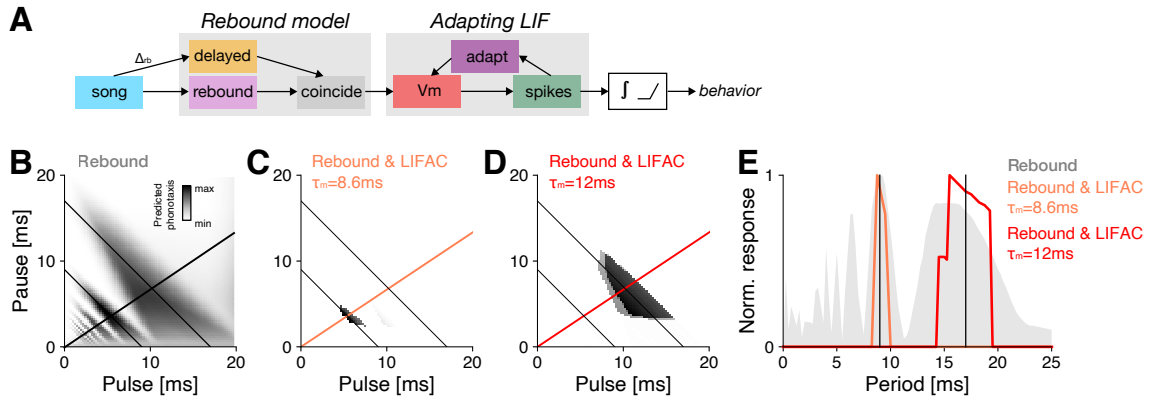 A
Rebound model
Adapting LIF
Δrb
delayed
adapt
song
rebound
coincide
Vm
spikes
∫
behavior
B
Rebound
Predicted
phonotaxis
max
min
Pause [ms]
20
10
0
0
10
20
Pulse [ms]
C
Rebound & LIFAC
τm=8.6ms
20
10
0
0
10
20
Pulse [ms]
D
Rebound & LIFAC
τm=12ms
20
10
0
0
10
20
Pulse [ms]
E
Rebound
Rebound & LIFAC
τm=8.6ms
Rebound & LIFAC
τm=12ms
Norm. response
1
0
0
5
10
15
20
25
Period [ms]